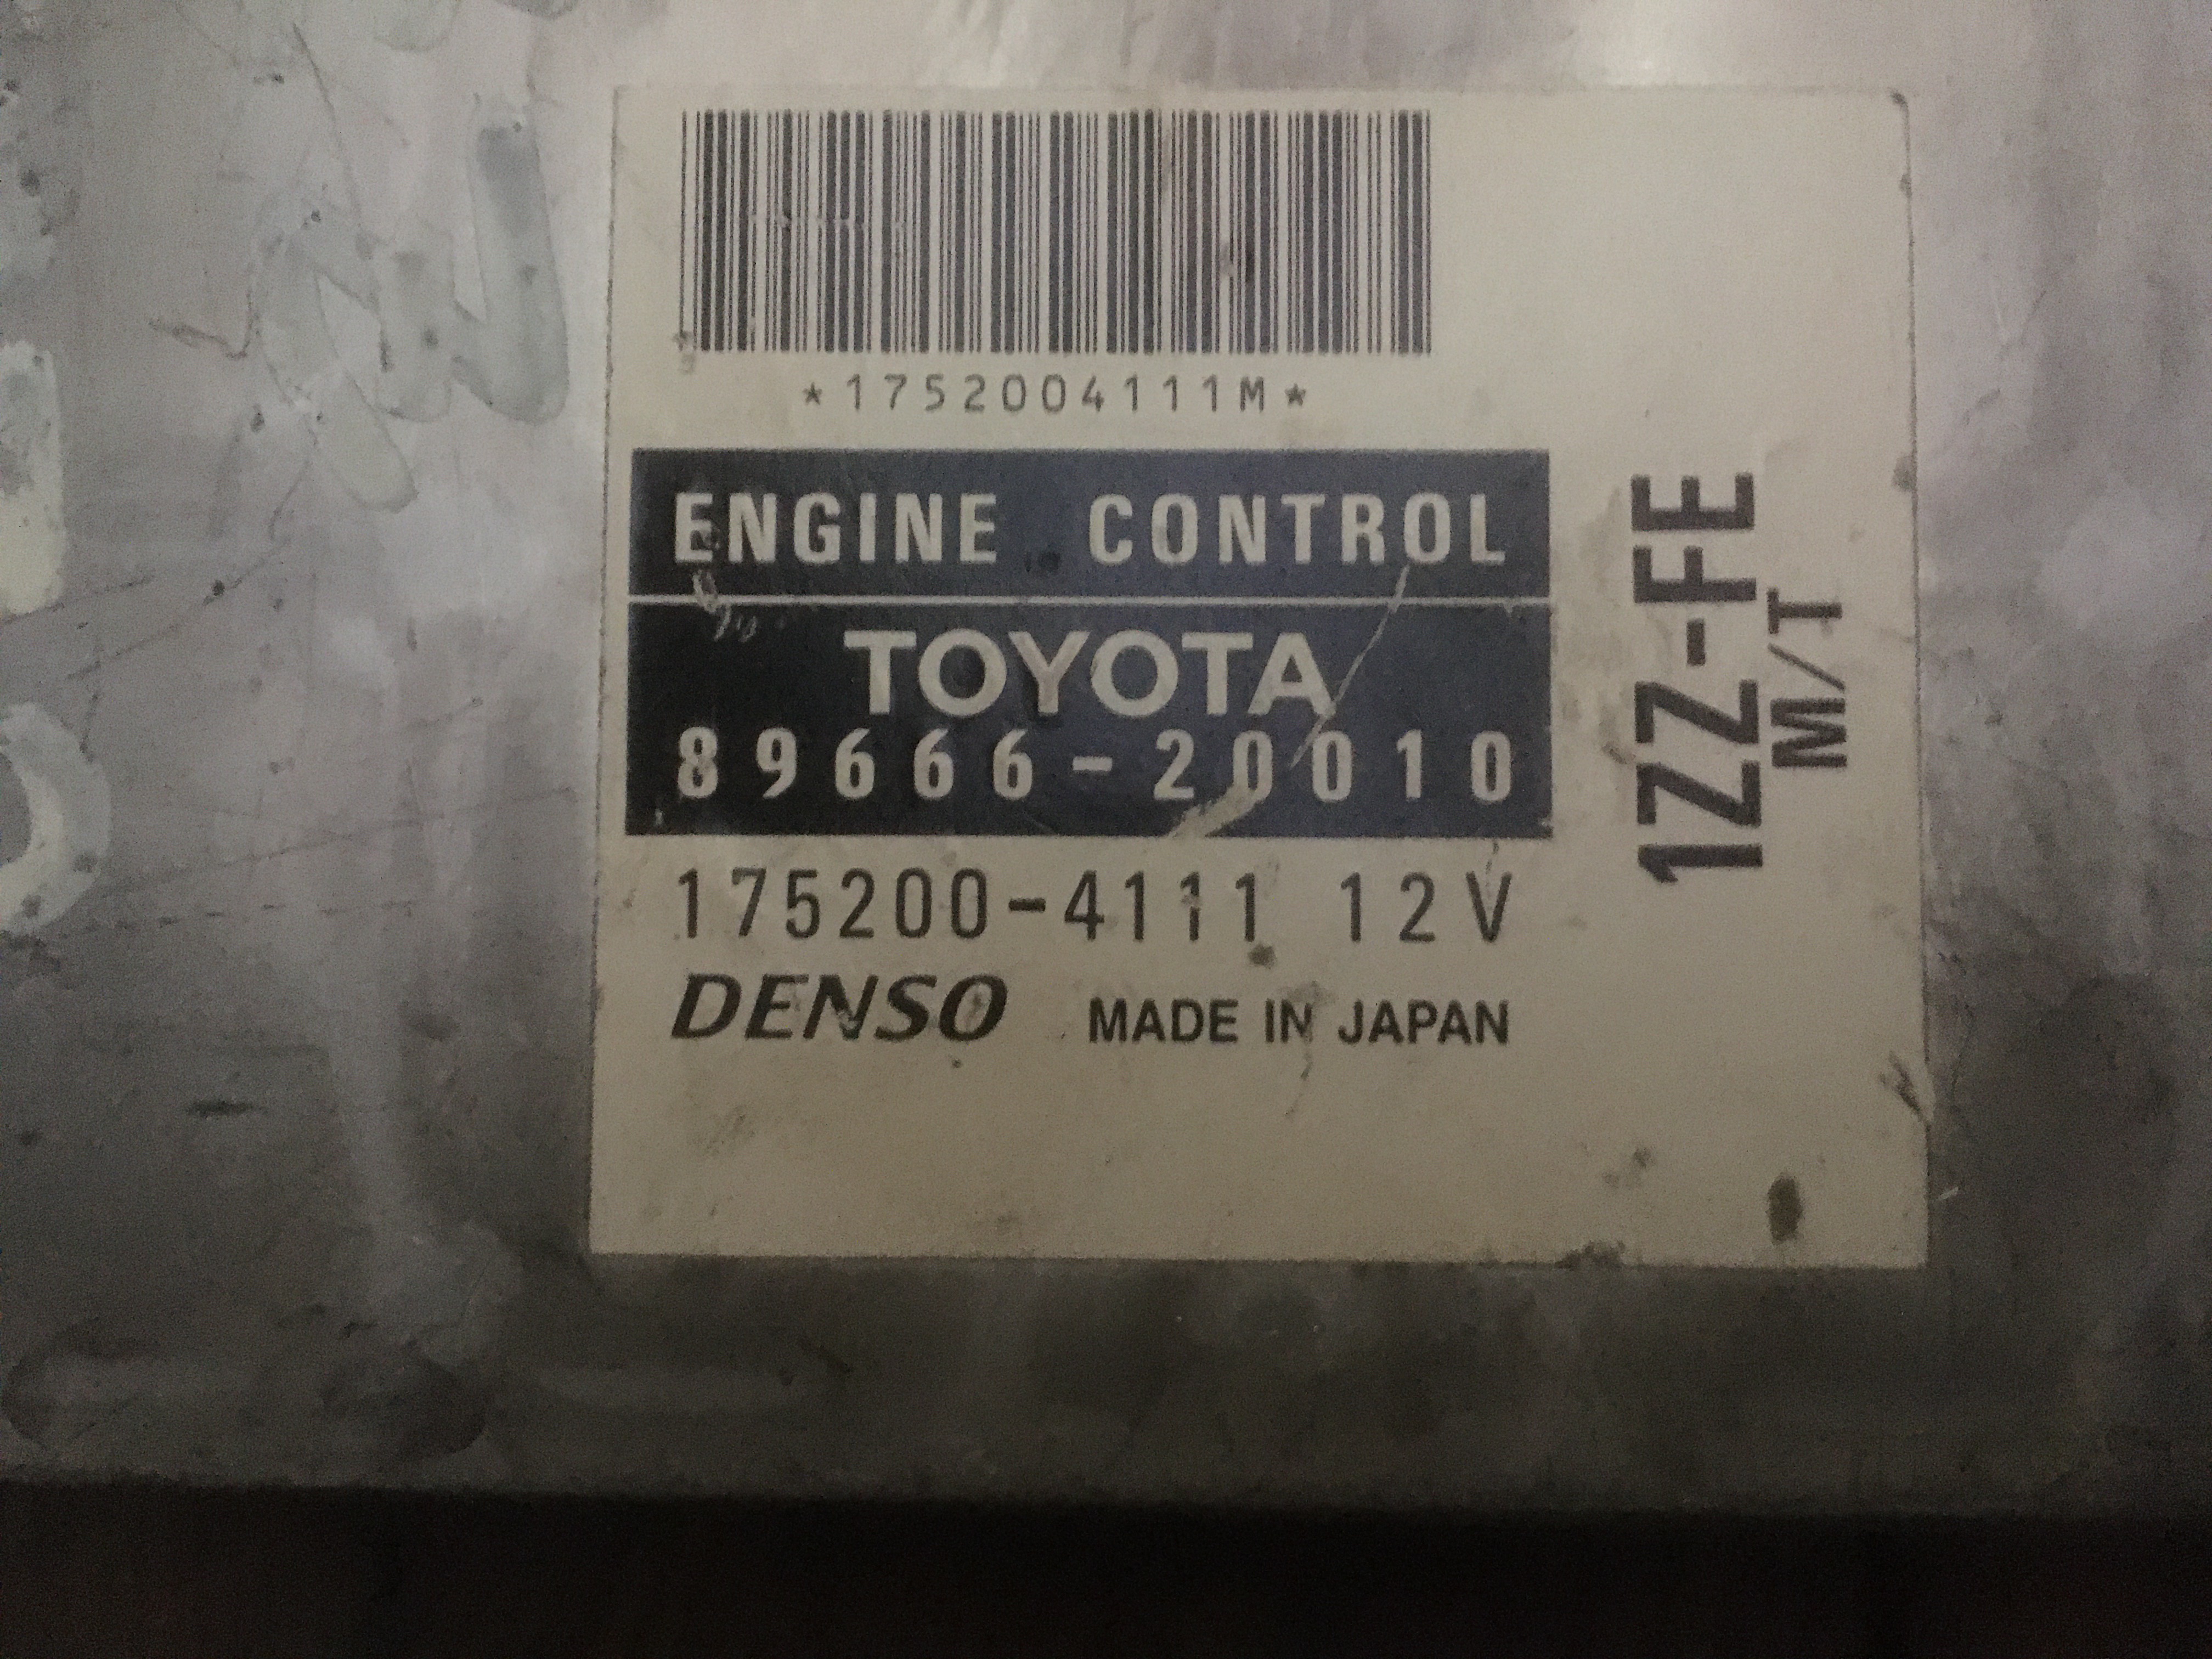 *1752004111M*
ENGINE CONTROL
TOYOTA
89666-20010
175200-4111 12V
DENSO MADE IN JAPAN
1ZZ-FE
M/T